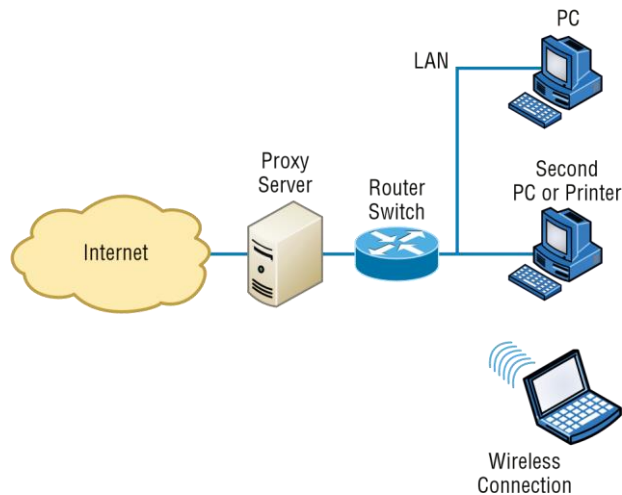 PC
LAN
Proxy
Server
Router
Switch
Second
PC or Printer
Internet
Wireless
Connection